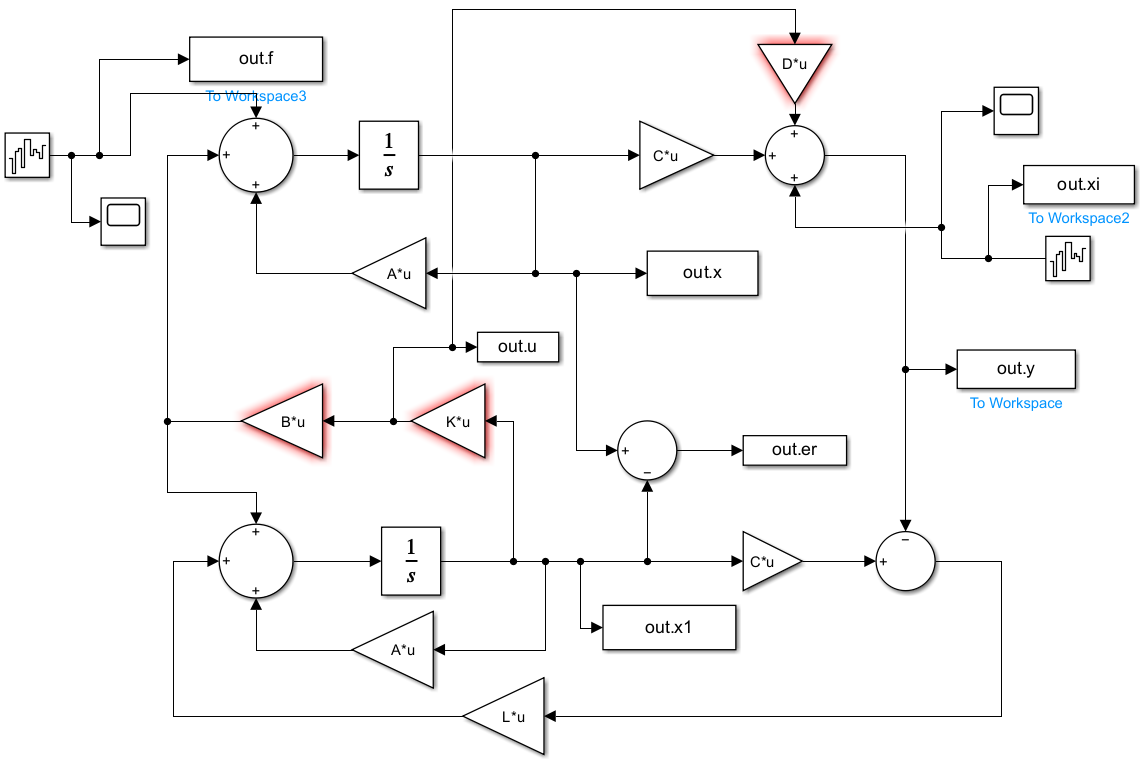 D*u
out.f
To Workspace3
+
+
+
1
s
C*u
+
+
+
out.xi
To Workspace2
A*u
out.x
out.u
out.y
To Workspace
B*u
K*u
+
−
out.er
+
+
+
1
s
C*u
−
+
out.x1
A*u
L*u